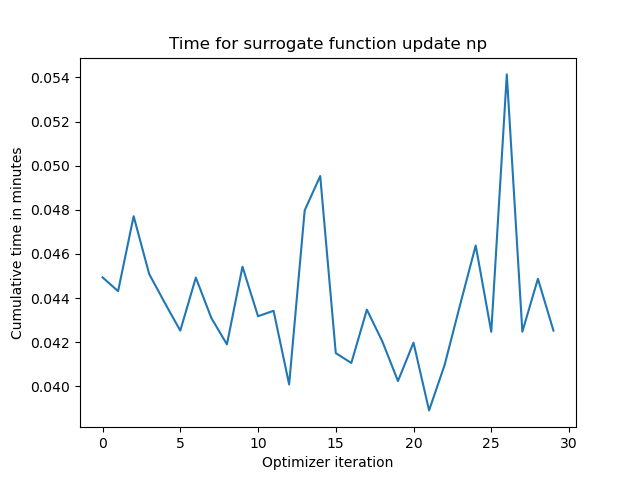 Time for surrogate function update np
Cumulative time in minutes
0.054
0.052
0.050
0.048
0.046
0.044
0.042
0.040
0 5 10 15 20 25 30
Optimizer iteration